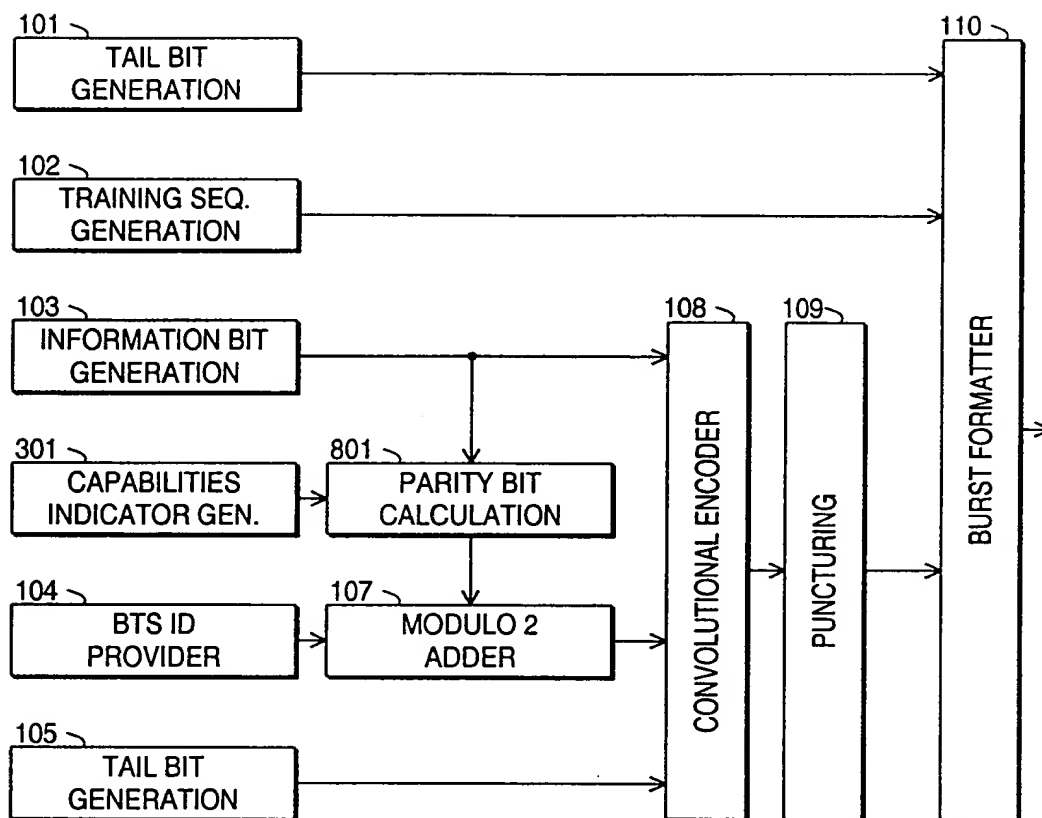 101
TAIL BIT
GENERATION
110
102
TRAINING SEQ.
GENERATION
103
INFORMATION BIT
GENERATION
108
109
301
CAPABILITIES
INDICATOR GEN.
801
PARITY BIT
CALCULATION
104
BTS ID
PROVIDER
107
MODULO 2
ADDER
105
TAIL BIT
GENERATION
CONVOLUTIONAL ENCODER
PUNCTURING
BURST FORMATTER